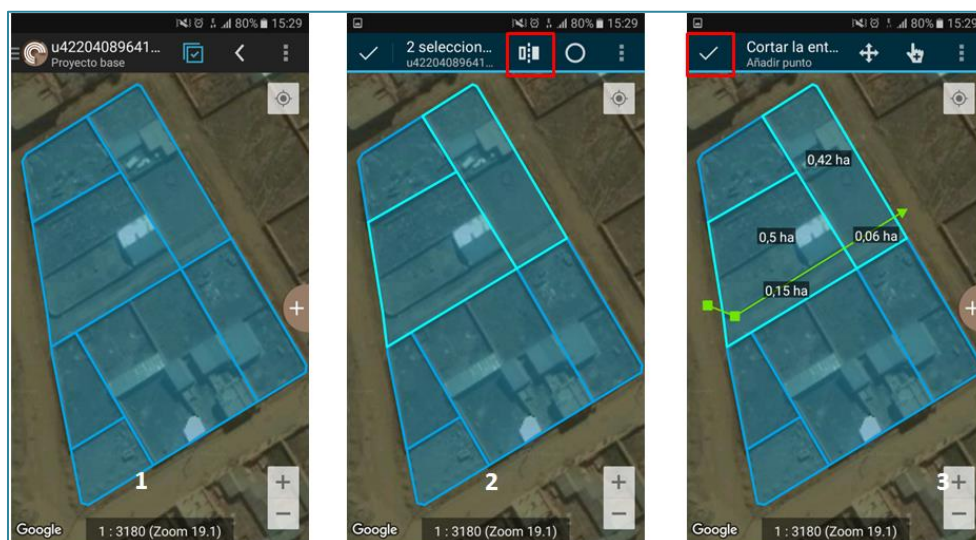 80% 15:29
u42204089641...
Proyecto base
1
Google
1 : 3180 (Zoom 19.1)
80% 15:29
2 seleccion...
u42204089641...
2
Google
1 : 3180 (Zoom 19.1)
80% 15:29
Cortar la ent...
Añadir punto
0,42 ha
0,5 ha
0,06 ha
0,15 ha
3
Google
1 : 3180 (Zoom 19.1)